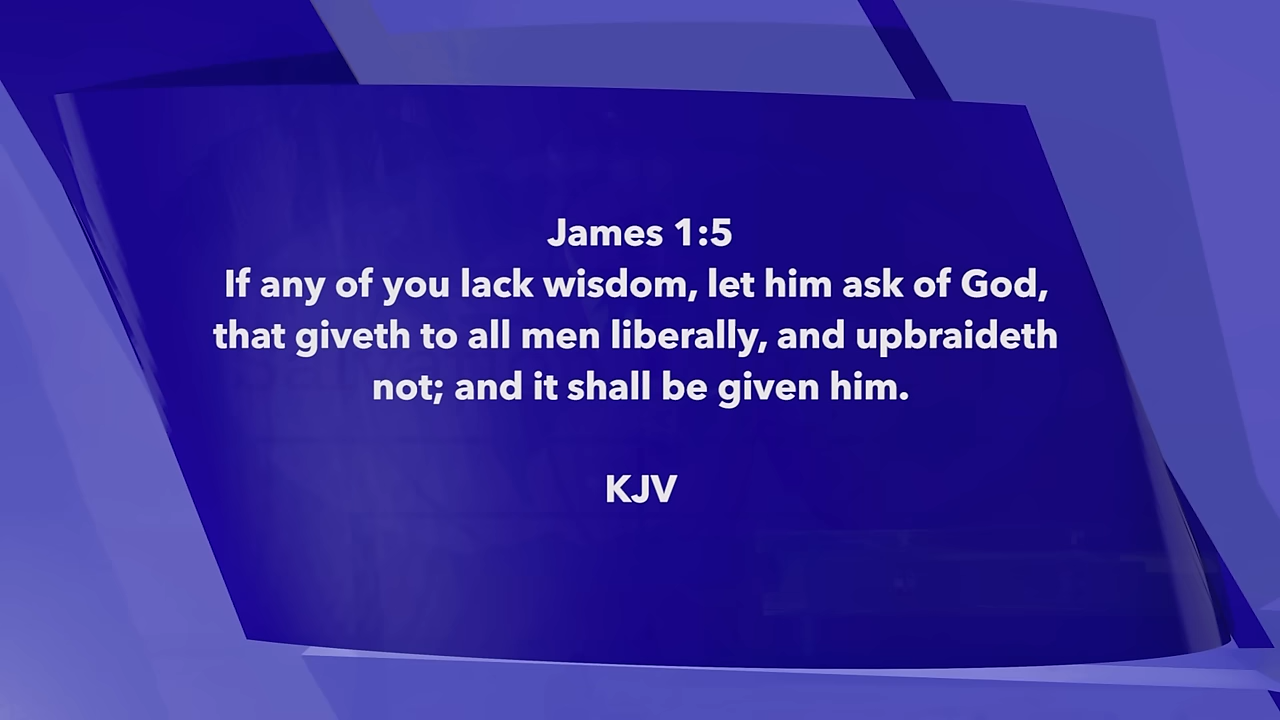 James 1:5
If any of you lack wisdom, let him ask of God,
that giveth to all men liberally, and upbraideth
not; and it shall be given him.
KJV